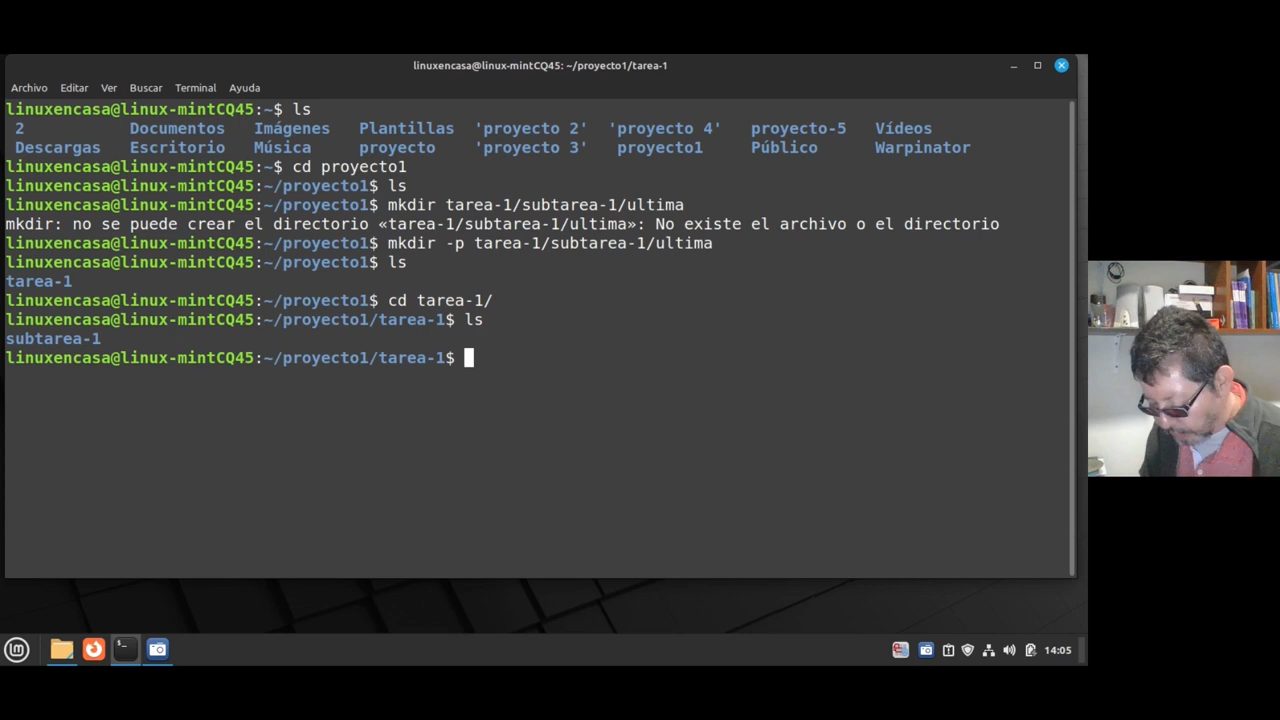 linuxencasa@linux-mintCQ45: ~/proyecto1/tarea-1
Archivo Editar Ver Buscar Terminal Ayuda
linuxencasa@linux-mintCQ45:~$ ls
2 Documentos Imágenes Plantillas 'proyecto 2' 'proyecto 4' proyecto-5 Vídeos
Descargas Escritorio Música proyecto 'proyecto 3' proyecto1 Público Warpinator
linuxencasa@linux-mintCQ45:~$ cd proyecto1
linuxencasa@linux-mintCQ45:~/proyecto1$ ls
linuxencasa@linux-mintCQ45:~/proyecto1$ mkdir tarea-1/subtarea-1/ultima
mkdir: no se puede crear el directorio «tarea-1/subtarea-1/ultima»: No existe el archivo o el directorio
linuxencasa@linux-mintCQ45:~/proyecto1$ mkdir -p tarea-1/subtarea-1/ultima
linuxencasa@linux-mintCQ45:~/proyecto1$ ls
tarea-1
linuxencasa@linux-mintCQ45:~/proyecto1$ cd tarea-1/
linuxencasa@linux-mintCQ45:~/proyecto1/tarea-1$ ls
subtarea-1
linuxencasa@linux-mintCQ45:~/proyecto1/tarea-1$
14:05